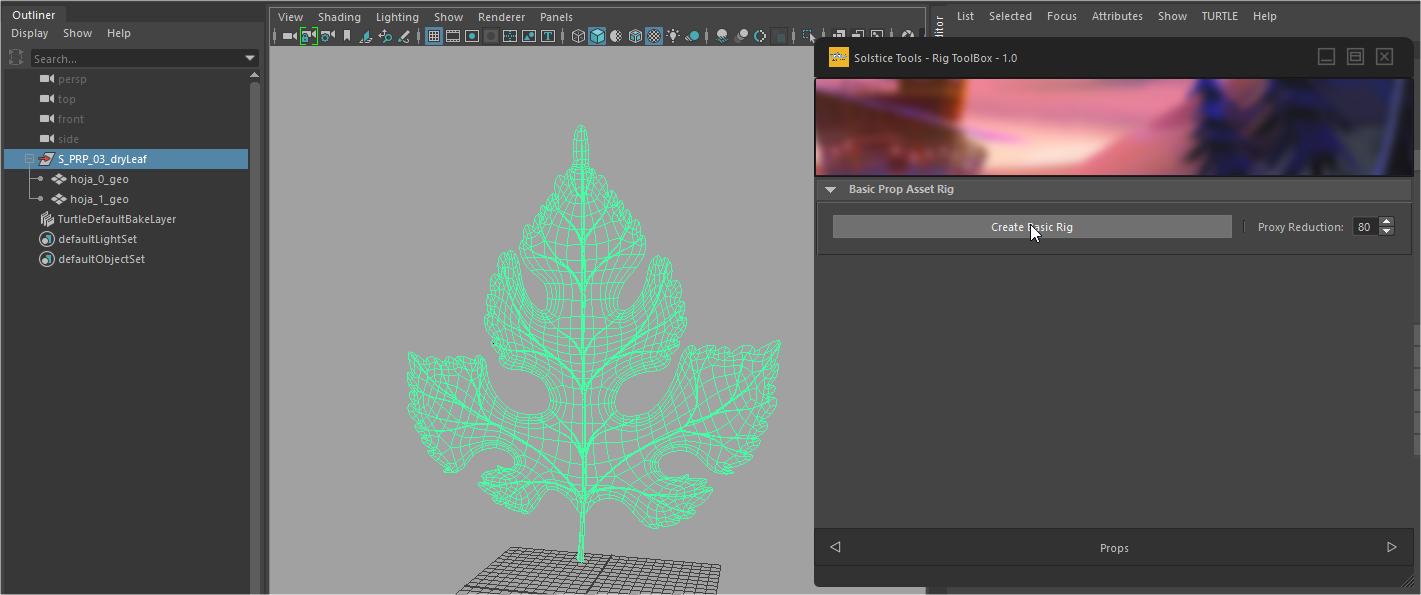 Outliner
Display Show Help
Search...
persp
top
front
side
S_PRP_03_dryLeaf
hoja_0_geo
hoja_1_geo
TurtleDefaultBakeLayer
defaultLightSet
defaultObjectSet
View Shading Lighting Show Renderer Panels
List Selected Focus Attributes Show TURTLE Help
Solstice Tools - Rig ToolBox - 1.0
Basic Prop Asset Rig
Create Basic Rig
Proxy Reduction: 80
Props